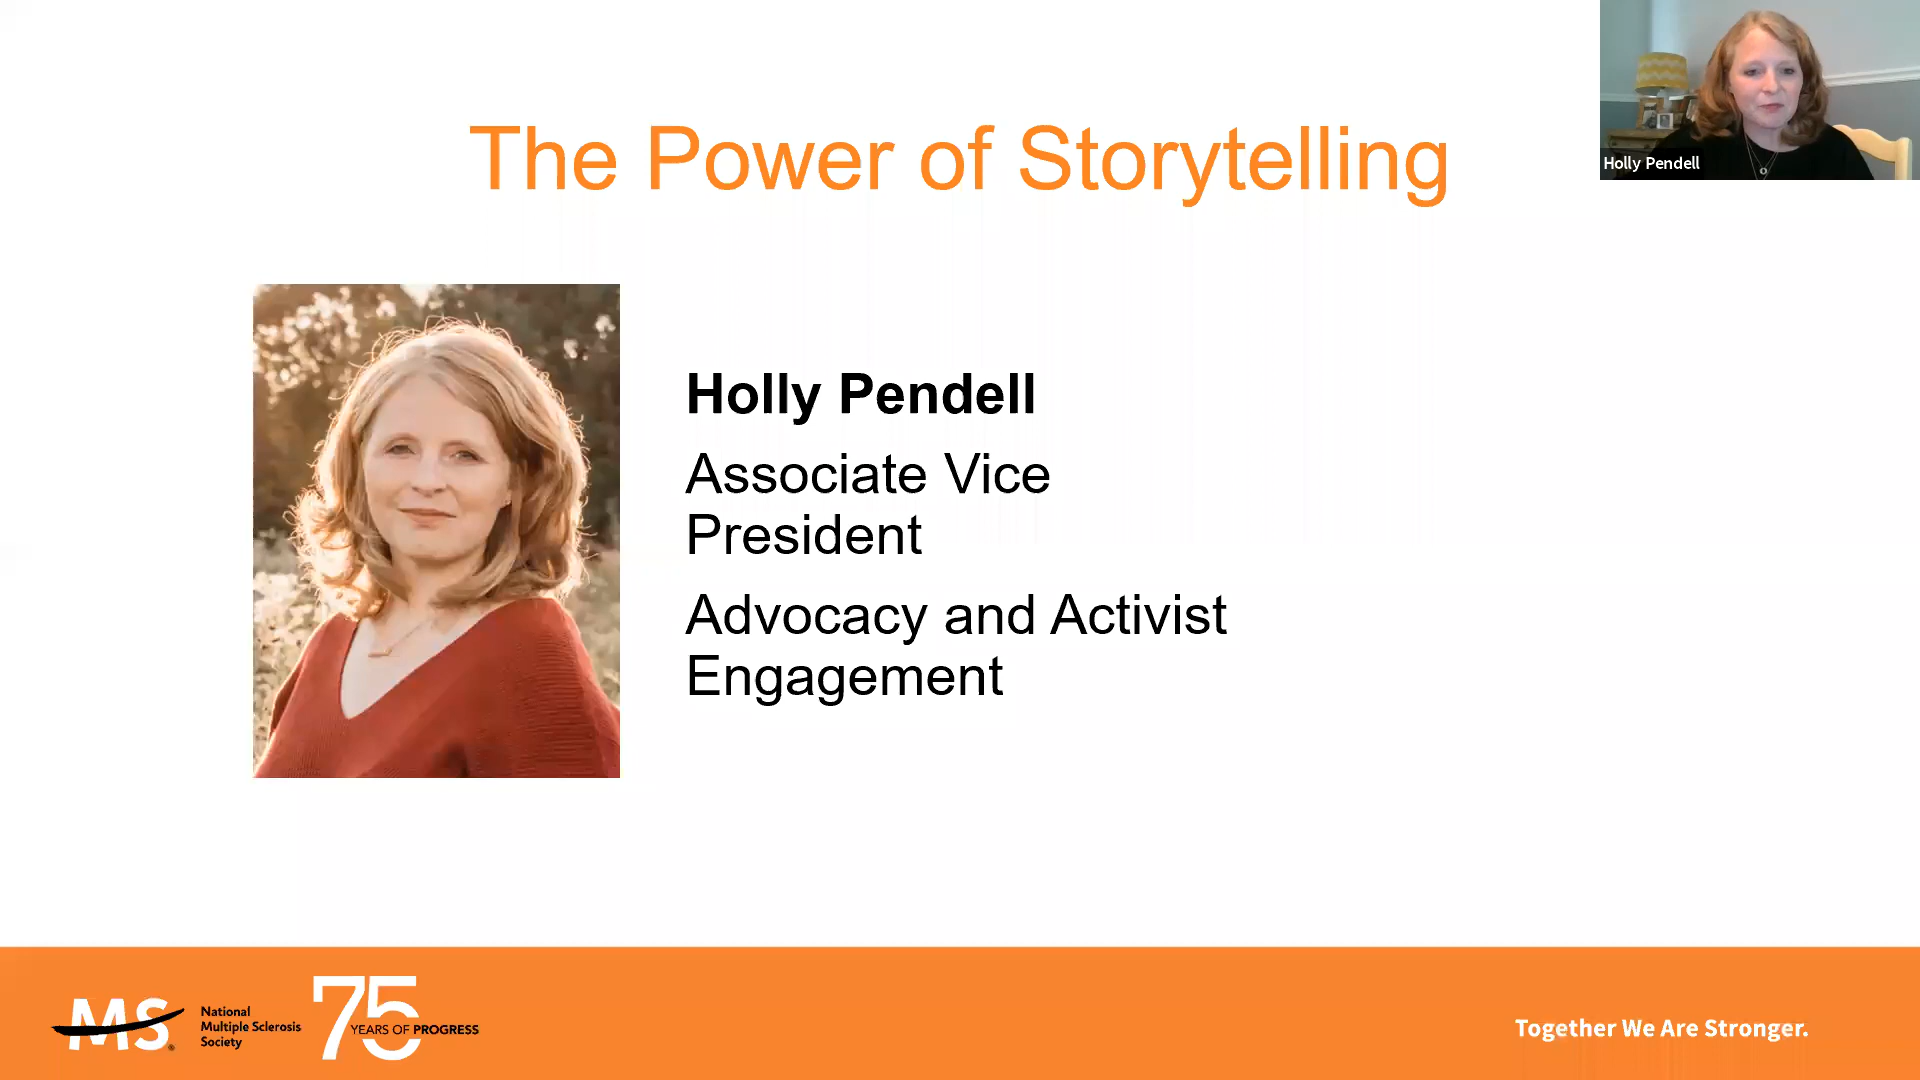 The Power of Storytelling
Holly Pendell
Holly Pendell
Associate Vice
President
Advocacy and Activist
Engagement
MS®
National
Multiple Sclerosis
Society
75
YEARS OF PROGRESS
Together We Are Stronger.